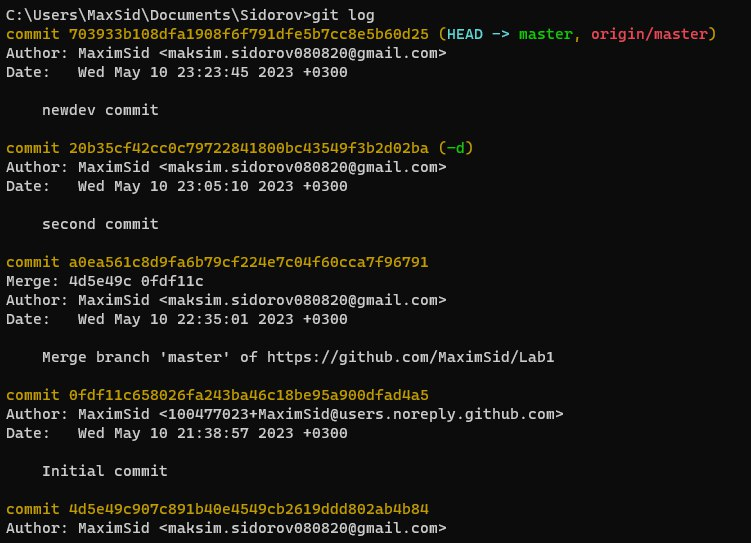 C:\Users\MaxSid\Documents\Sidorov>git log
commit 703933b108dfa1908f6f791dfe5b7cc8e5b60d25 (HEAD -> master, origin/master)
Author: MaximSid <maksim.sidorov080820@gmail.com>
Date:   Wed May 10 23:23:45 2023 +0300
    newdev commit
commit 20b35cf42cc0c79722841800bc43549f3b2d02ba (-d)
Author: MaximSid <maksim.sidorov080820@gmail.com>
Date:   Wed May 10 23:05:10 2023 +0300
    second commit
commit a0ea561c8d9fa6b79cf224e7c04f60cca7f96791
Merge: 4d5e49c 0fdf11c
Author: MaximSid <maksim.sidorov080820@gmail.com>
Date:   Wed May 10 22:35:01 2023 +0300
    Merge branch 'master' of https://github.com/MaximSid/Lab1
commit 0fdf11c658026fa243ba46c18be95a900dfad4a5
Author: MaximSid <100477023+MaximSid@users.noreply.github.com>
Date:   Wed May 10 21:38:57 2023 +0300
    Initial commit
commit 4d5e49c907c891b40e4549cb2619ddd802ab4b84
Author: MaximSid <maksim.sidorov080820@gmail.com>